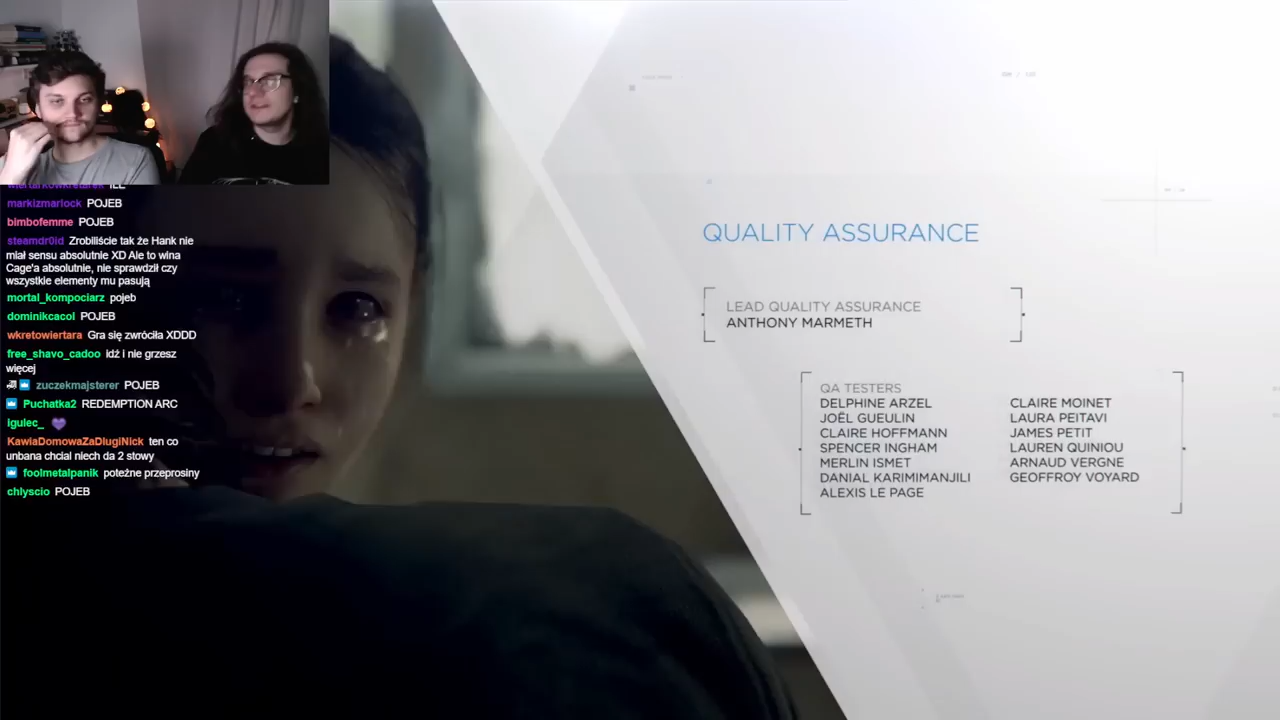 markizmarlock POJEB
bimbofemme POJEB
steamdr0id Zrobiliście tak że Hank nie
miał sensu absolutnie XD Ale to wina
Cage'a absolutnie, nie sprawdził czy
wszystkie elementy mu pasują
mortal_kompociarz pojeb
dominikcacol POJEB
wkretowiertara Gra się zwróciła XDDD
free_shavo_cadoo idź i nie grzesz
więcej
zuczekmajsterer POJEB
Puchatka2 REDEMPTION ARC
Igulec_
KawiaDomowaZaDlugiNick ten co
unbana chcial niech da 2 stowy
foolmetalpanik poteżne przeprosiny
chlyscio POJEB
QUALITY ASSURANCE
LEAD QUALITY ASSURANCE
ANTHONY MARMETH
QA TESTERS
DELPHINE ARZEL
JOËL GUEULIN
CLAIRE HOFFMANN
SPENCER INGHAM
MERLIN ISMET
DANIAL KARIMIMANJILI
ALEXIS LE PAGE
CLAIRE MOINET
LAURA PEITAVI
JAMES PETIT
LAUREN QUINIOU
ARNAUD VERGNE
GEOFFROY VOYARD